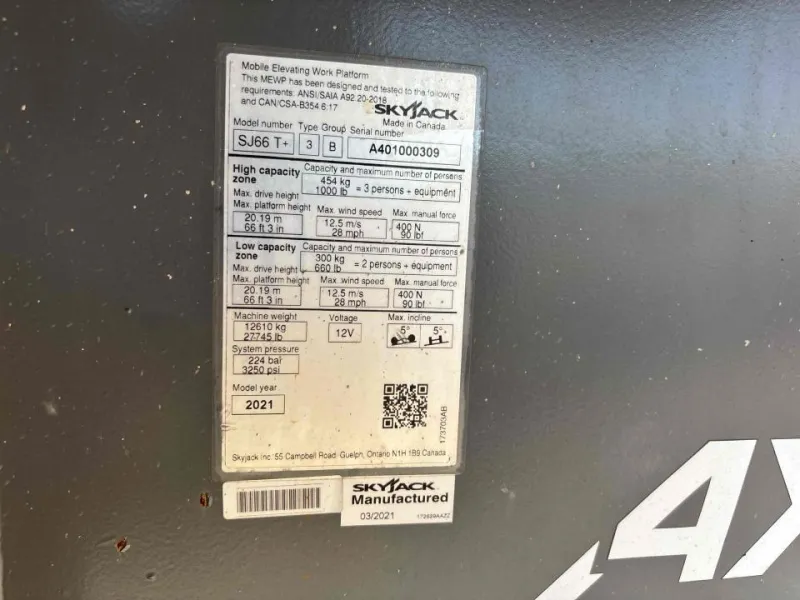 Mobile Elevating Work Platform
This MEWP has been designed and tested to the following
requirements: ANSI/SAIA A92.20-2018
and CAN/CSA-B354.6:17
SKYJACK
Made in Canada
Model number Type Group Serial number
SJ66 T+ 3 B A401000309
High capacity zone
Capacity and maximum number of persons
454 kg
1000 lb = 3 persons + equipment
Max. drive height
Max. platform height Max. wind speed Max. manual force
20.19 m 12.5 m/s 400 N
66 ft 3 in 28 mph 90 lbf
Low capacity zone
Capacity and maximum number of persons
300 kg
660 lb = 2 persons + equipment
Max. drive height
Max. platform height Max. wind speed Max. manual force
20.19 m 12.5 m/s 400 N
66 ft 3 in 28 mph 90 lbf
Machine weight Voltage Max. incline
12610 kg 12V 5° 5°
27745 lb
System pressure
224 bar
3250 psi
Model year
2021
173703AB
Skyjack Inc. 55 Campbell Road, Guelph, Ontario N1H 1B9 Canada
SKYJACK
Manufactured
03/2021
4X